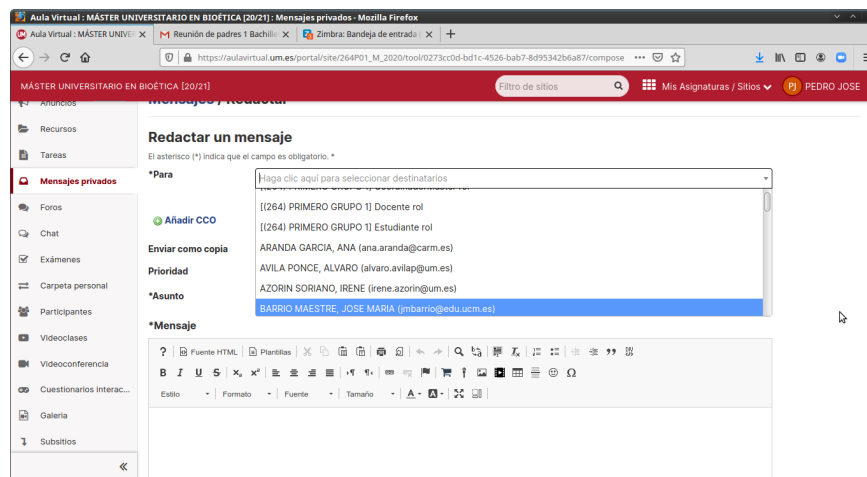 Aula Virtual : MÁSTER UNIVERSITARIO EN BIOÉTICA [20/21] : Mensajes privados - Mozilla Firefox
Aula Virtual : MÁSTER UNIVER
Reunión de padres 1 Bachille
Zimbra: Bandeja de entrada
https://aulavirtual.um.es/portal/site/264P01_M_2020/tool/0273cc0d-bd1c-4526-bab7-8d95342b6a87/compose
MÁSTER UNIVERSITARIO EN BIOÉTICA [20/21]
Filtro de sitios
Mis Asignaturas / Sitios
PJ
PEDRO JOSE
Anuncios
Recursos
Tareas
Mensajes privados
Foros
Chat
Exámenes
Carpeta personal
Participantes
Videoclases
Videoconferencia
Cuestionarios interac...
Galería
Subsitios
«
Mensajes / Redactar
Redactar un mensaje
El asterisco (*) indica que el campo es obligatorio. *
*Para
Haga clic aquí para seleccionar destinatarios
[(264) PRIMERO GRUPO 1] Docente rol
[(264) PRIMERO GRUPO 1] Estudiante rol
ARANDA GARCIA, ANA (ana.aranda@carm.es)
AVILA PONCE, ALVARO (alvaro.avilap@um.es)
AZORIN SORIANO, IRENE (irene.azorin@um.es)
BARRIO MAESTRE, JOSE MARIA (jmbarrio@edu.ucm.es)
Añadir CCO
Enviar como copia
Prioridad
*Asunto
*Mensaje
? Fuente HTML Plantillas
B I U S x₂ x² Ω
Estilo Formato Fuente Tamaño A A